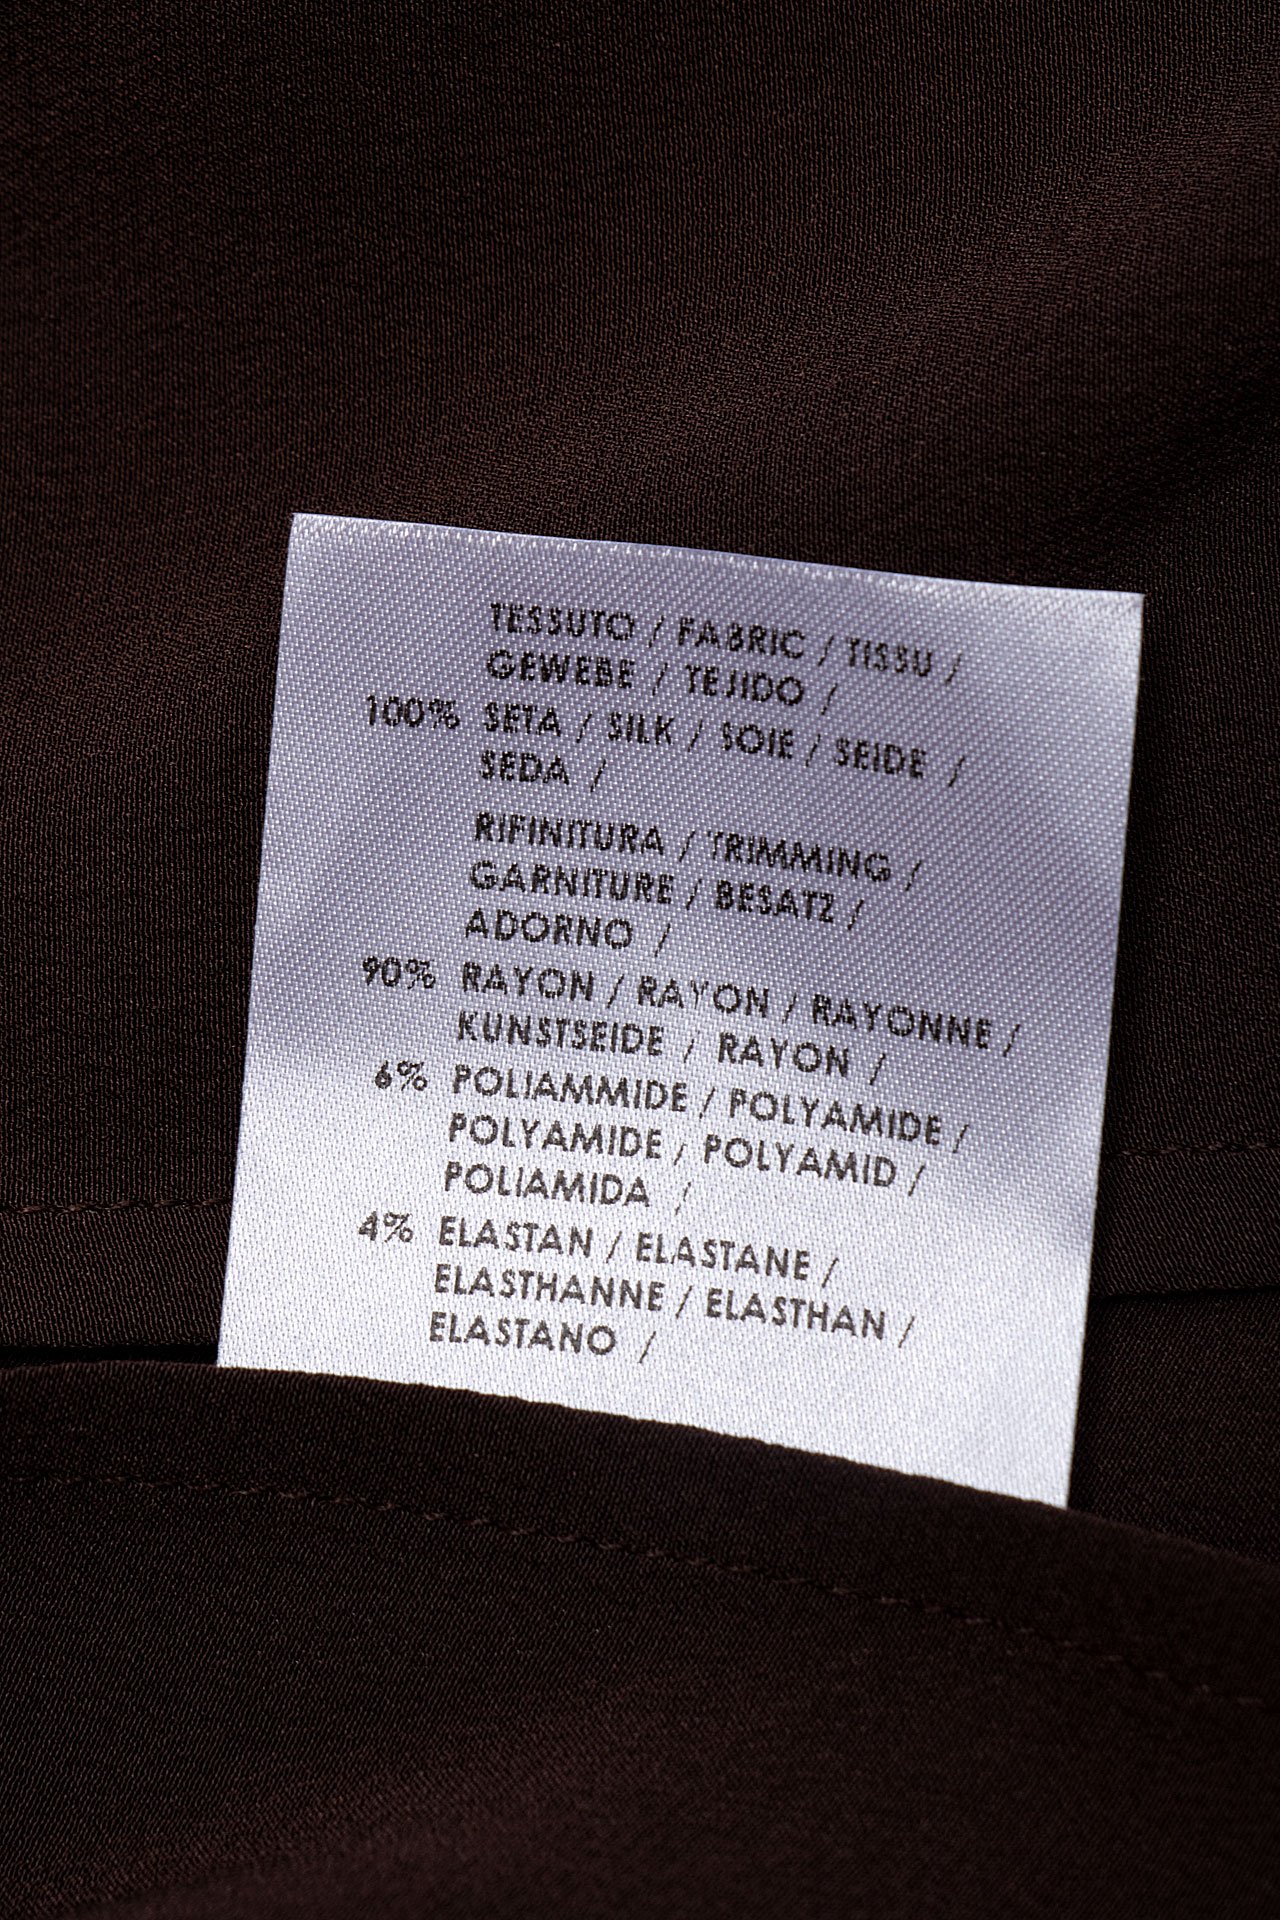 TESSUTO / FABRIC / TISSU /
GEWEBE / TEJIDO /
100% SETA / SILK / SOIE / SEIDE /
SEDA /
RIFINITURA / TRIMMING /
GARNITURE / BESATZ /
ADORNO /
90% RAYON / RAYON / RAYONNE /
KUNSTSEIDE / RAYON /
6% POLIAMMIDE / POLYAMIDE /
POLYAMIDE / POLYAMID /
POLIAMIDA /
4% ELASTAN / ELASTANE /
ELASTHANNE / ELASTHAN /
ELASTANO /